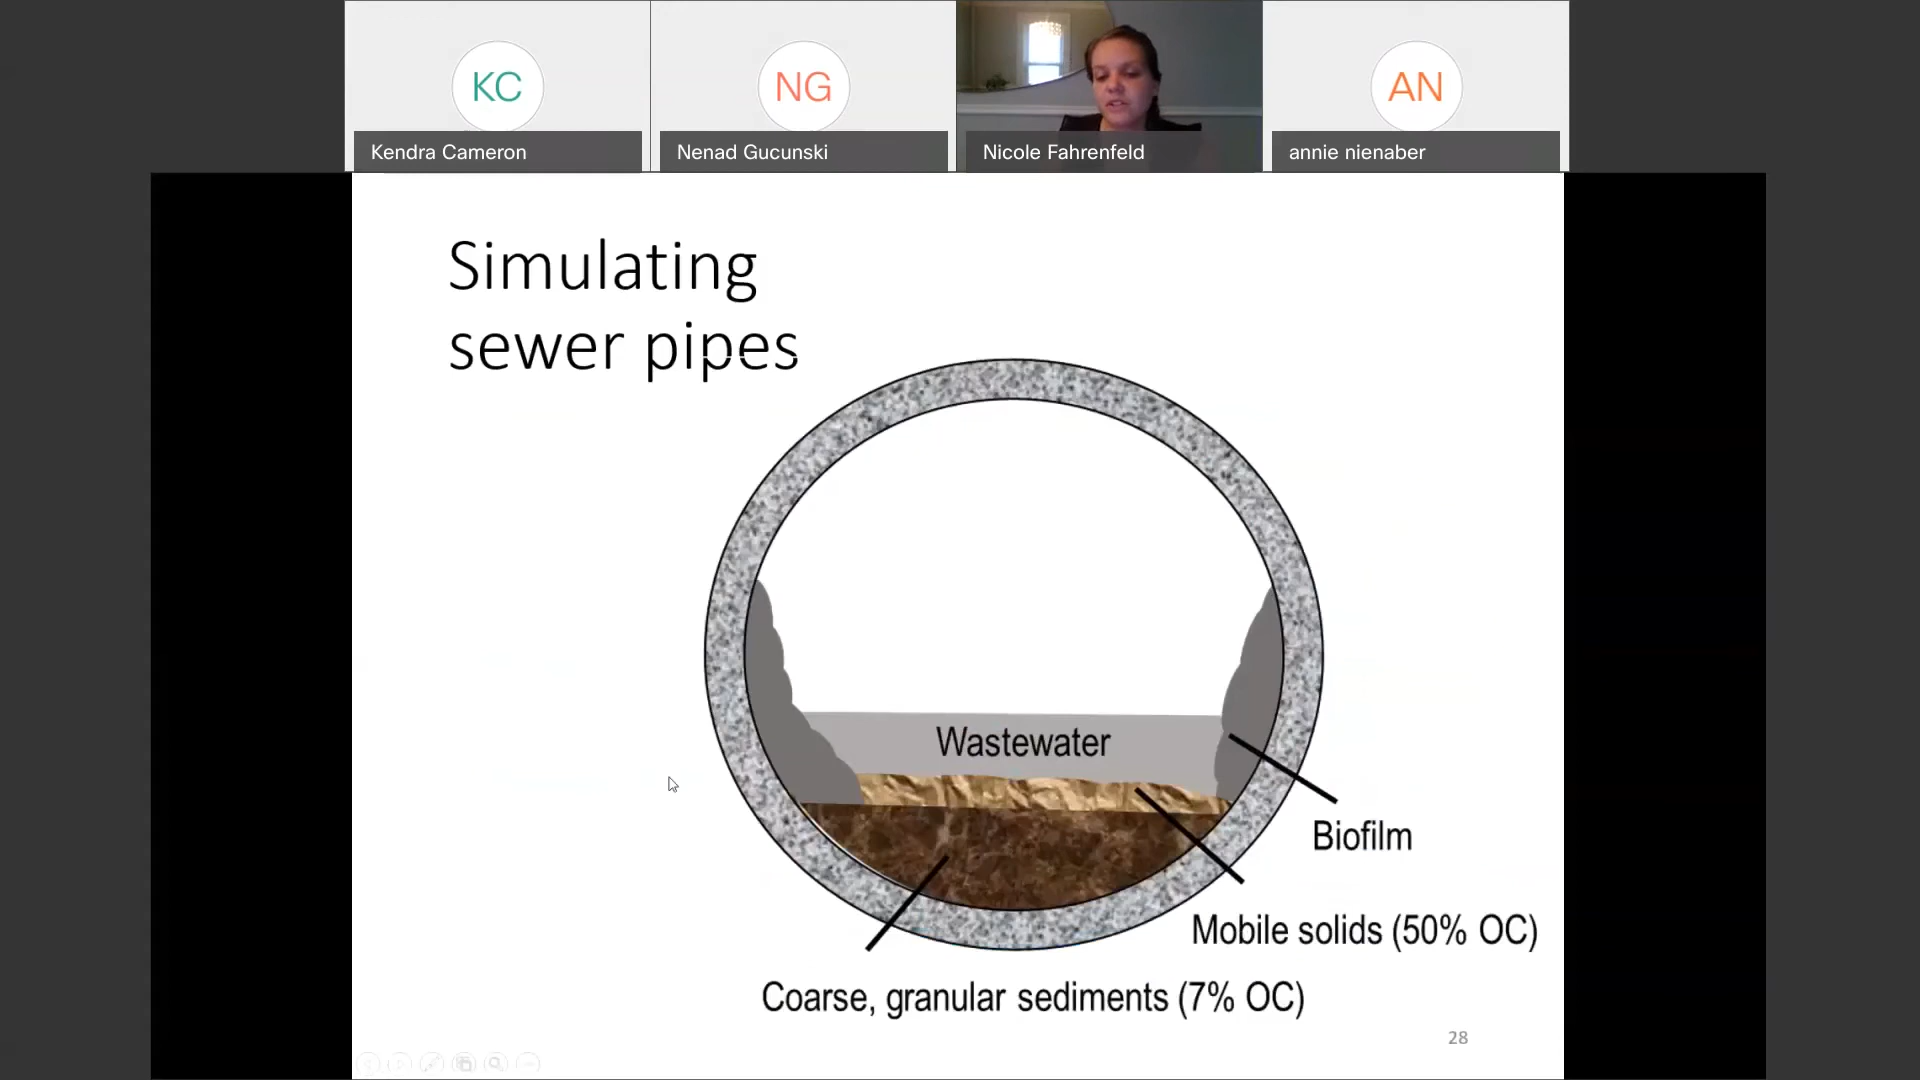 KC
NG
AN
Kendra Cameron
Nenad Gucunski
Nicole Fahrenfeld
annie nienaber
Simulating
sewer pipes
Wastewater
Biofilm
Mobile solids (50% OC)
Coarse, granular sediments (7% OC)
28